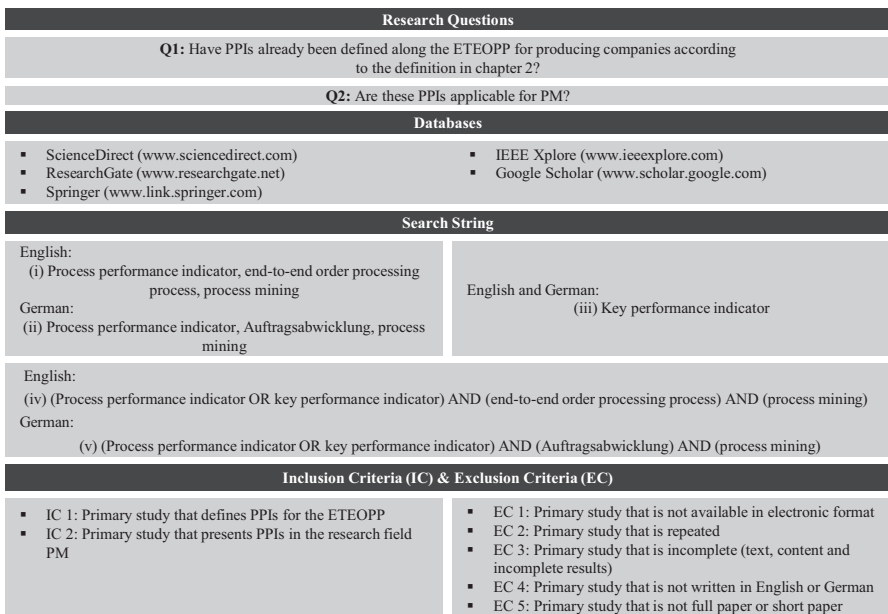 Research Questions
Q1: Have PPIs already been defined along the ETEOPP for producing companies according
to the definition in chapter 2?
Q2: Are these PPIs applicable for PM?
Databases
▪ ScienceDirect (www.sciencedirect.com)
▪ ResearchGate (www.researchgate.net)
▪ Springer (www.link.springer.com)
▪ IEEE Xplore (www.ieeexplore.com)
▪ Google Scholar (www.scholar.google.com)
Search String
English:
(i) Process performance indicator, end-to-end order processing
process, process mining
German:
(ii) Process performance indicator, Auftragsabwicklung, process
mining
English and German:
(iii) Key performance indicator
English:
(iv) (Process performance indicator OR key performance indicator) AND (end-to-end order processing process) AND (process mining)
German:
(v) (Process performance indicator OR key performance indicator) AND (Auftragsabwicklung) AND (process mining)
Inclusion Criteria (IC) & Exclusion Criteria (EC)
▪ IC 1: Primary study that defines PPIs for the ETEOPP
▪ IC 2: Primary study that presents PPIs in the research field
PM
▪ EC 1: Primary study that is not available in electronic format
▪ EC 2: Primary study that is repeated
▪ EC 3: Primary study that is incomplete (text, content and
incomplete results)
▪ EC 4: Primary study that is not written in English or German
▪ EC 5: Primary study that is not full paper or short paper